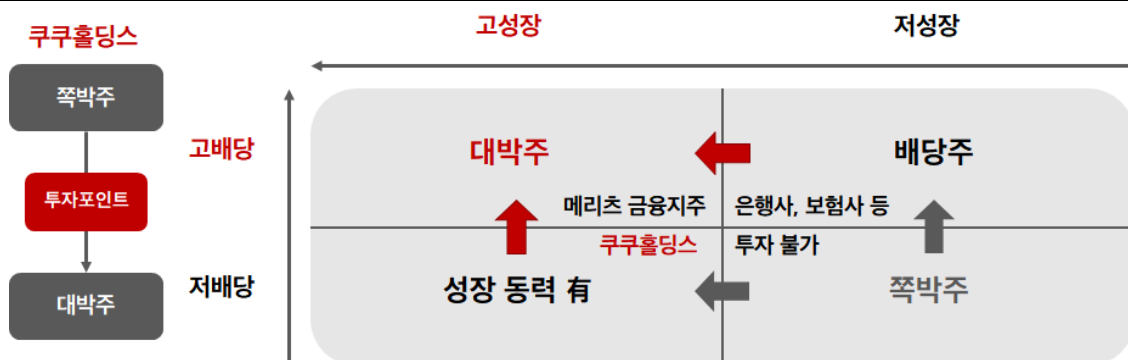 쿠쿠홀딩스
쪽박주
투자포인트
대박주
고성장
저성장
고배당
저배당
대박주
배당주
메리츠 금융지주
은행사, 보험사 등
쿠쿠홀딩스
투자 불가
성장 동력 有
쪽박주